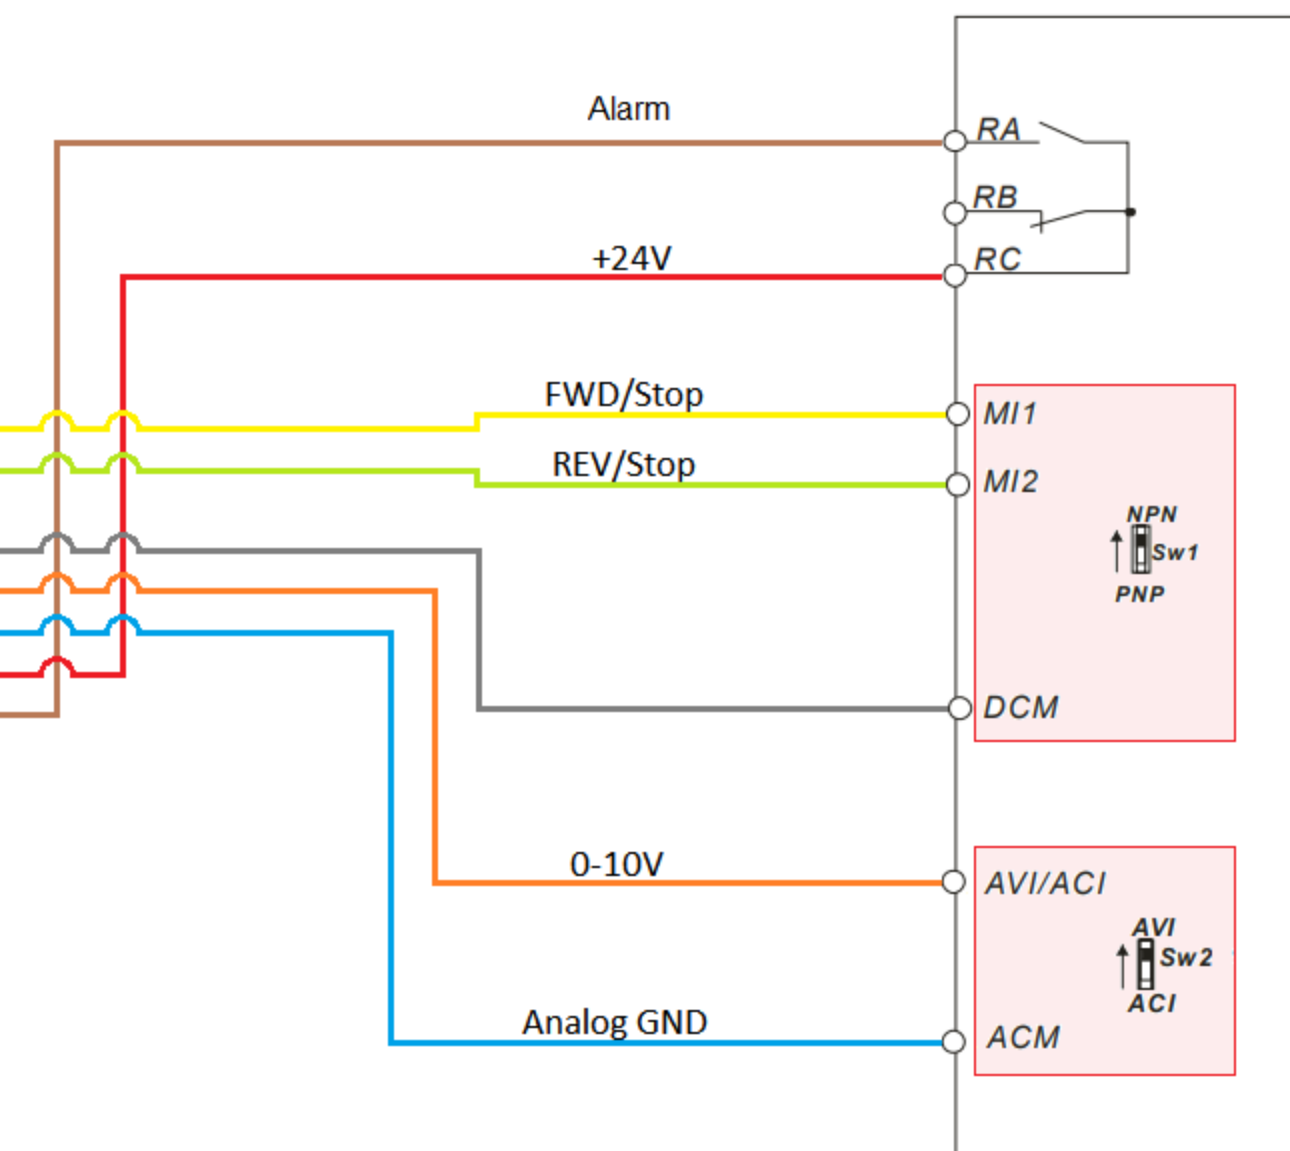 Alarm
RA
RB
+24V
RC
FWD/Stop
MI1
REV/Stop
MI2
NPN
Sw1
PNP
DCM
0-10V
AVI/ACI
AVI
Sw2
ACI
Analog GND
ACM